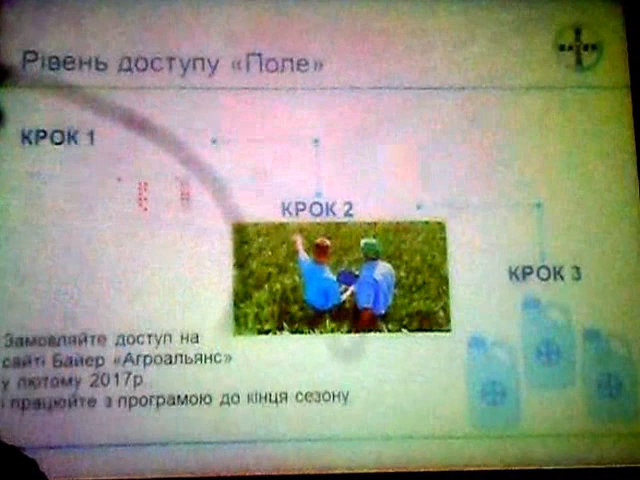 Рівень доступу «Поле»
BAYER
КРОК 1
КРОК 2
КРОК 3
Замовляйте доступ на
сайті Байєр «Агроальянс»
у лютому 2017р
і працюйте з програмою до кінця сезону